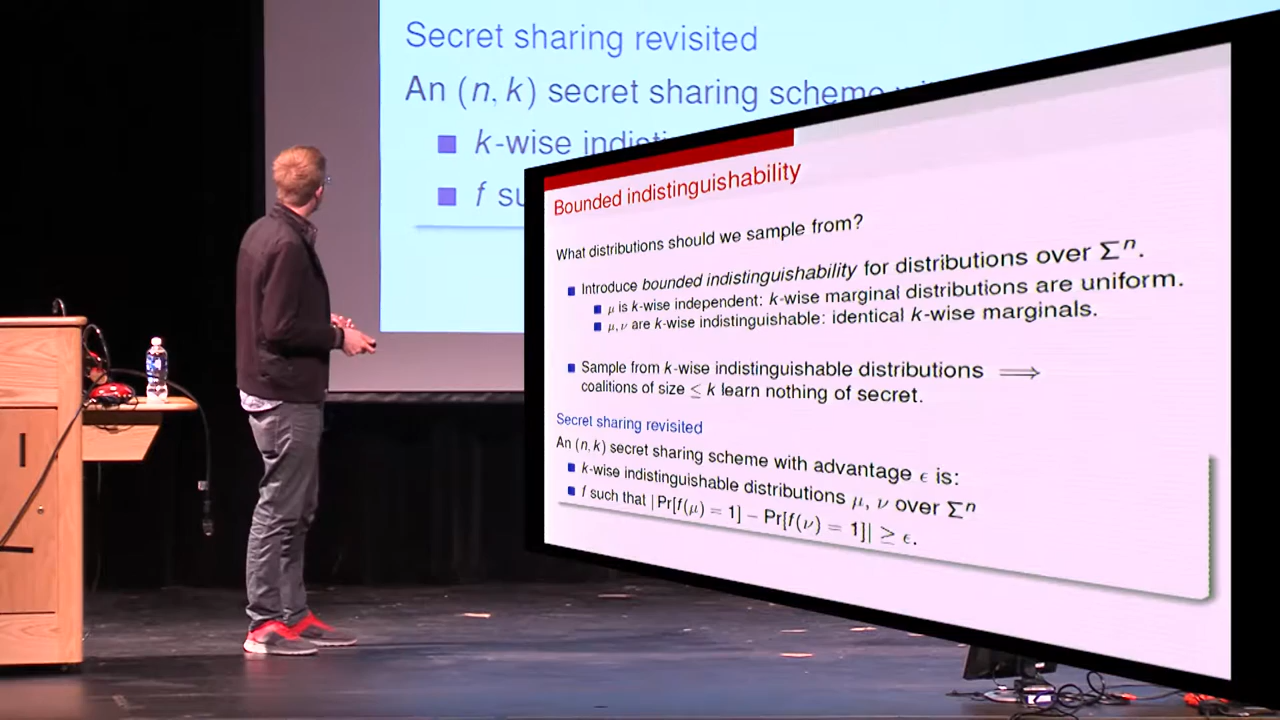 Secret sharing revisited
An (n, k) secret sharing scheme
k-wise
f
Bounded indistinguishability
What distributions should we sample from?
Introduce bounded indistinguishability for distributions over Σⁿ.
μ is k-wise independent: k-wise marginal distributions are uniform.
μ, ν are k-wise indistinguishable: identical k-wise marginals.
Sample from k-wise indistinguishable distributions ⟹
coalitions of size ≤ k learn nothing of secret.
Secret sharing revisited
An (n, k) secret sharing scheme with advantage ϵ is:
k-wise indistinguishable distributions μ, ν over Σⁿ
f such that |Pr[f(μ) = 1] − Pr[f(ν) = 1]| ≥ ϵ.